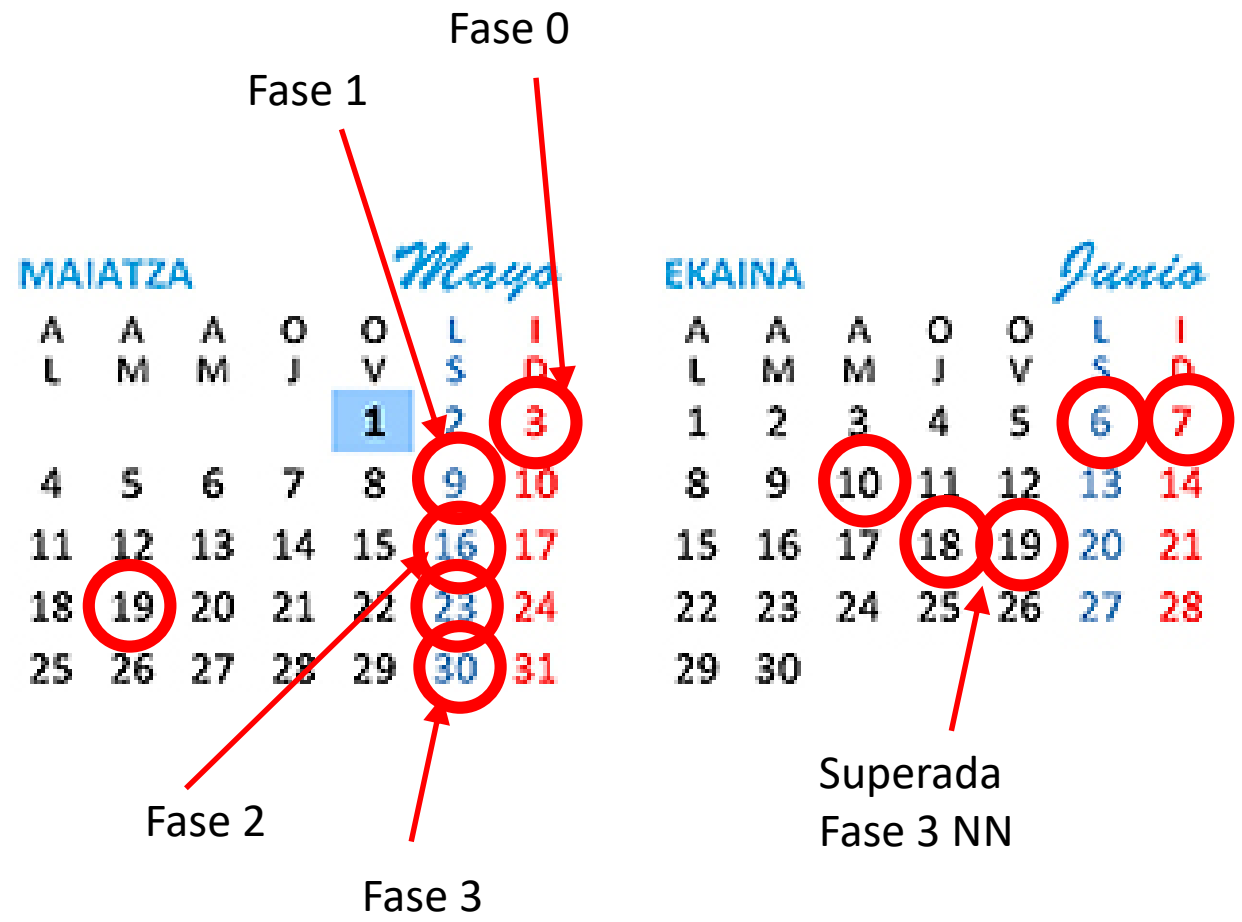 Fase 0
Fase 1
MAIATZA Mayo
A A A O O L I
L M M J V S D
1 2 3
4 5 6 7 8 9 10
11 12 13 14 15 16 17
18 19 20 21 22 23 24
25 26 27 28 29 30 31
EKAINA Junio
A A A O O L I
L M M J V S D
1 2 3 4 5 6 7
8 9 10 11 12 13 14
15 16 17 18 19 20 21
22 23 24 25 26 27 28
29 30
Fase 2
Fase 3
Superada
Fase 3 NN